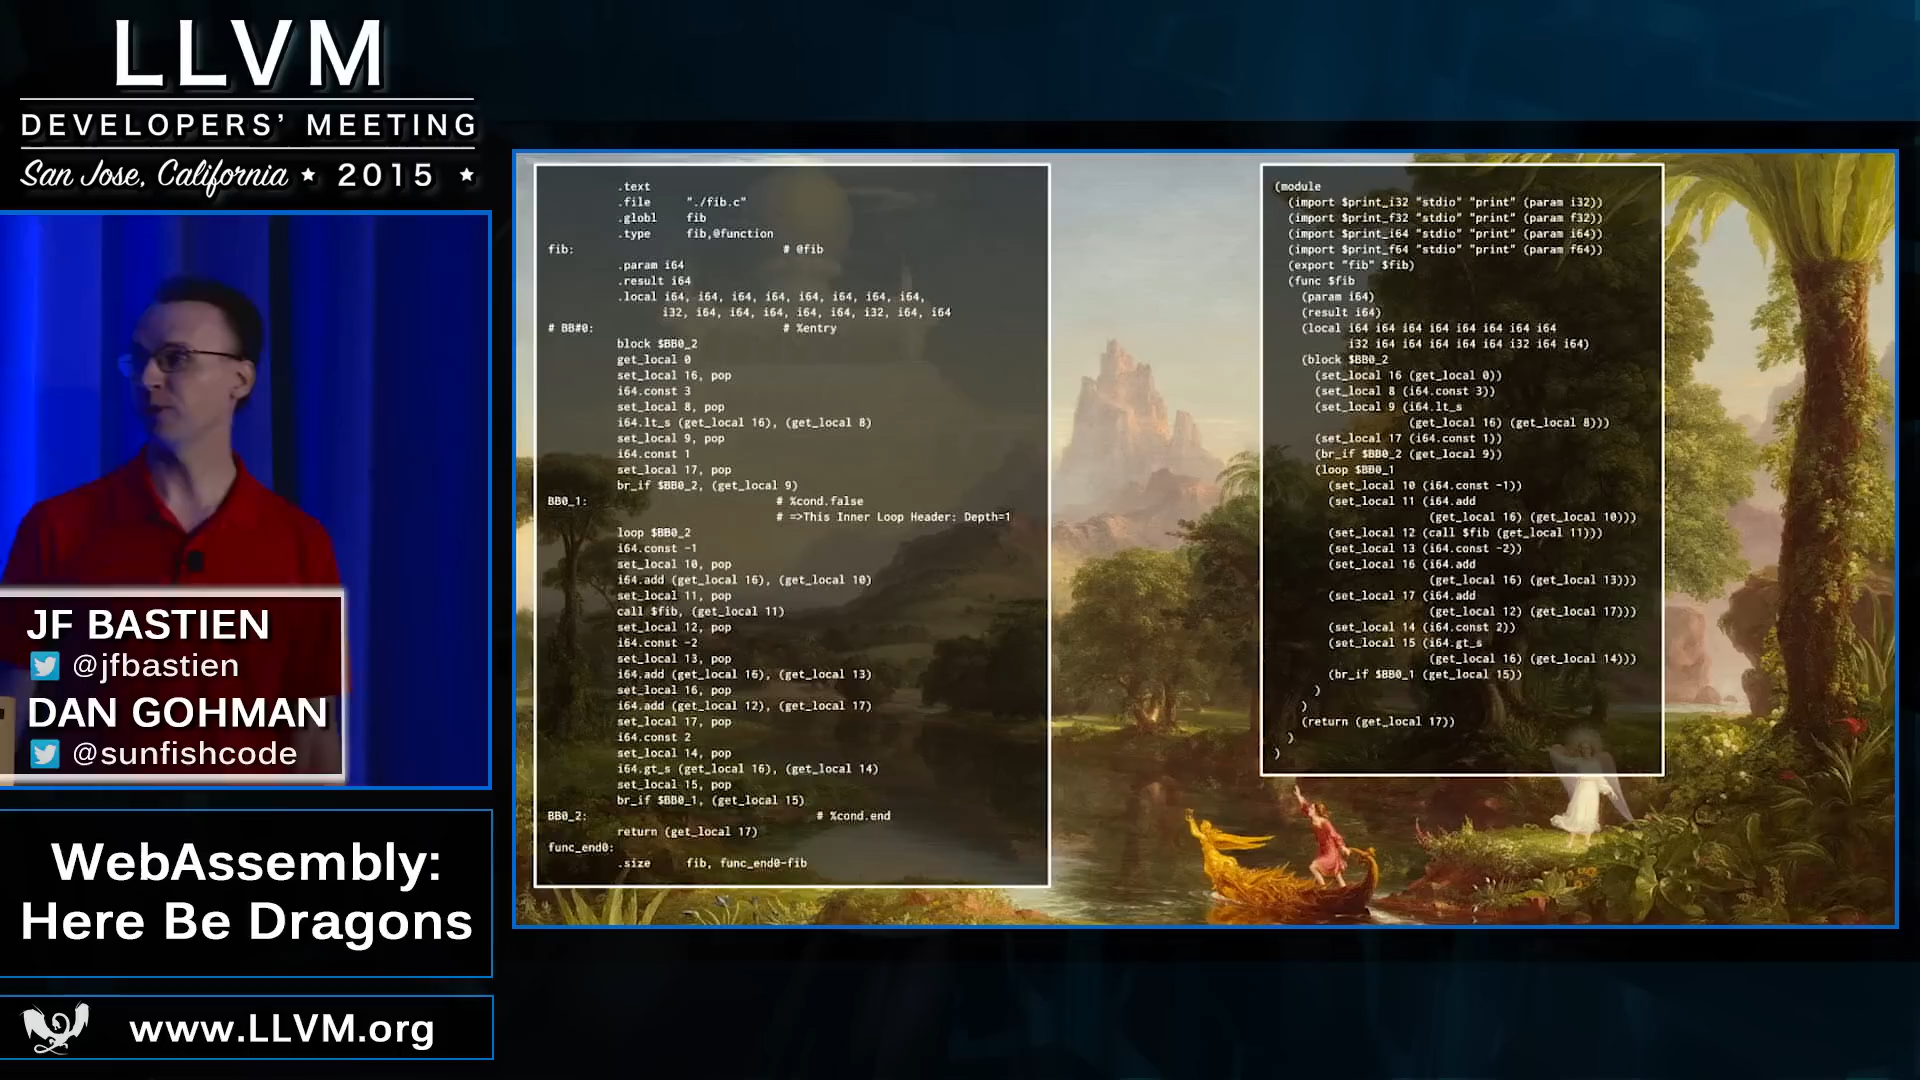 LLVM
DEVELOPERS' MEETING
San Jose, California ★ 2015 ★
JF BASTIEN
@jfbastien
DAN GOHMAN
@sunfishcode
WebAssembly:
Here Be Dragons
www.LLVM.org
.text
.file "./fib.c"
.globl fib
.type fib,@function
fib: # @fib
.param i64
.result i64
.local i64, i64, i64, i64, i64, i64, i64, i64,
i32, i64, i64, i64, i64, i64, i32, i64, i64
# BB#0: # %entry
block $BB0_2
get_local 0
set_local 16, pop
i64.const 3
set_local 8, pop
i64.lt_s (get_local 16), (get_local 8)
set_local 9, pop
i64.const 1
set_local 17, pop
br_if $BB0_2, (get_local 9)
BB0_1: # %cond.false
# =>This Inner Loop Header: Depth=1
loop $BB0_2
i64.const -1
set_local 10, pop
i64.add (get_local 16), (get_local 10)
set_local 11, pop
call $fib, (get_local 11)
set_local 12, pop
i64.const -2
set_local 13, pop
i64.add (get_local 16), (get_local 13)
set_local 16, pop
i64.add (get_local 12), (get_local 17)
set_local 17, pop
i64.const 2
set_local 14, pop
i64.gt_s (get_local 16), (get_local 14)
set_local 15, pop
br_if $BB0_1, (get_local 15)
BB0_2: # %cond.end
return (get_local 17)
func_end0:
.size fib, func_end0-fib
(module
(import $print_i32 "stdio" "print" (param i32))
(import $print_f32 "stdio" "print" (param f32))
(import $print_i64 "stdio" "print" (param i64))
(import $print_f64 "stdio" "print" (param f64))
(export "fib" $fib)
(func $fib
(param i64)
(result i64)
(local i64 i64 i64 i64 i64 i64 i64 i64
i32 i64 i64 i64 i64 i64 i32 i64 i64)
(block $BB0_2
(set_local 16 (get_local 0))
(set_local 8 (i64.const 3))
(set_local 9 (i64.lt_s
(get_local 16) (get_local 8)))
(set_local 17 (i64.const 1))
(br_if $BB0_2 (get_local 9))
(loop $BB0_1
(set_local 10 (i64.const -1))
(set_local 11 (i64.add
(get_local 16) (get_local 10)))
(set_local 12 (call $fib (get_local 11)))
(set_local 13 (i64.const -2))
(set_local 16 (i64.add
(get_local 16) (get_local 13)))
(set_local 17 (i64.add
(get_local 12) (get_local 17)))
(set_local 14 (i64.const 2))
(set_local 15 (i64.gt_s
(get_local 16) (get_local 14)))
(br_if $BB0_1 (get_local 15))
)
)
(return (get_local 17))
)
)